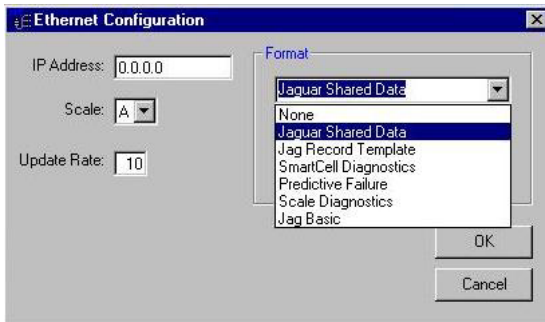 Ethernet Configuration
IP Address: 0.0.0.0
Scale: A
Update Rate: 10
Format
Jaguar Shared Data
None
Jaguar Shared Data
Jag Record Template
SmartCell Diagnostics
Predictive Failure
Scale Diagnostics
Jag Basic
OK
Cancel